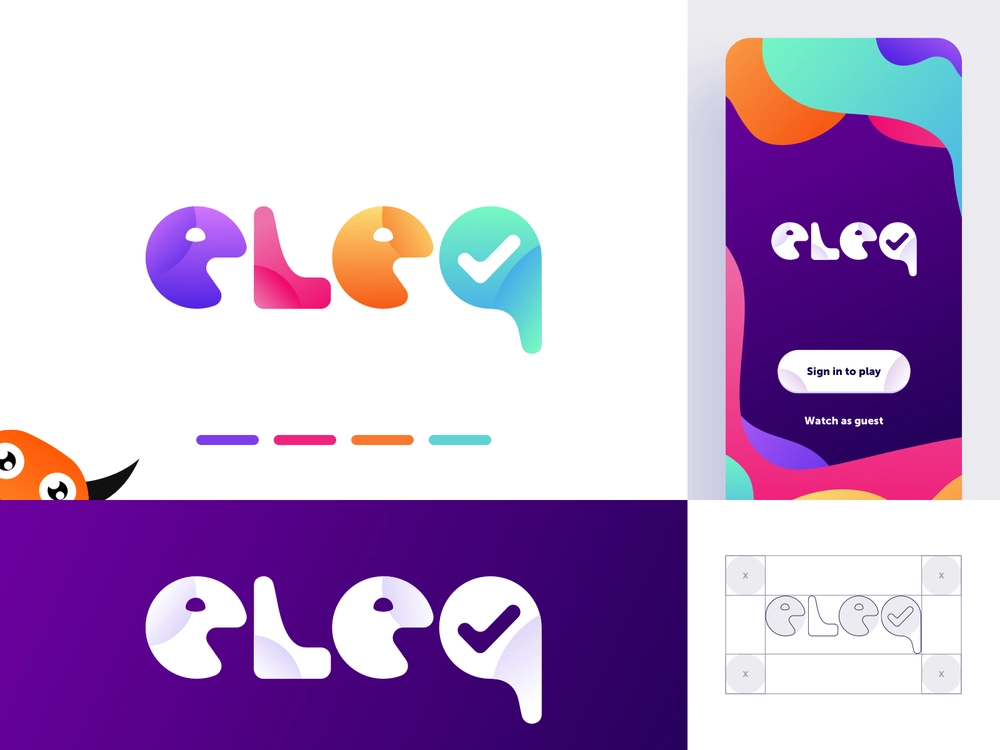 eLeq
eLeq
Sign in to play
Watch as guest
eLeq
x
x
eLeq
x
x